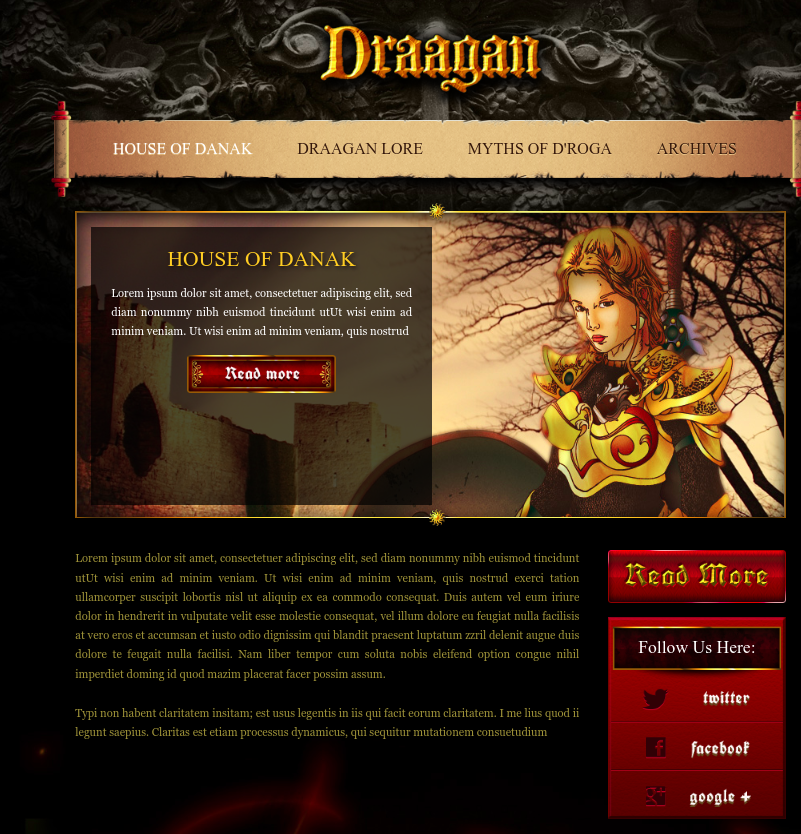 Draagan
HOUSE OF DANAK DRAAGAN LORE MYTHS OF D'ROGA ARCHIVES
HOUSE OF DANAK
Lorem ipsum dolor sit amet, consectetuer adipiscing elit, sed
diam nonummy nibh euismod tincidunt utUt wisi enim ad
minim veniam. Ut wisi enim ad minim veniam, quis nostrud
Read more
Lorem ipsum dolor sit amet, consectetuer adipiscing elit, sed diam nonummy nibh euismod tincidunt
utUt wisi enim ad minim veniam. Ut wisi enim ad minim veniam, quis nostrud exerci tation
ullamcorper suscipit lobortis nisl ut aliquip ex ea commodo consequat. Duis autem vel eum iriure
dolor in hendrerit in vulputate velit esse molestie consequat, vel illum dolore eu feugiat nulla facilisis
at vero eros et accumsan et iusto odio dignissim qui blandit praesent luptatum zzril delenit augue duis
dolore te feugait nulla facilisi. Nam liber tempor cum soluta nobis eleifend option congue nihil
imperdiet doming id quod mazim placerat facer possim assum.
Typi non habent claritatem insitam; est usus legentis in iis qui facit eorum claritatem. I me lius quod ii
legunt saepius. Claritas est etiam processus dynamicus, qui sequitur mutationem consuetudium
Read More
Follow Us Here:
twitter
facebook
google +